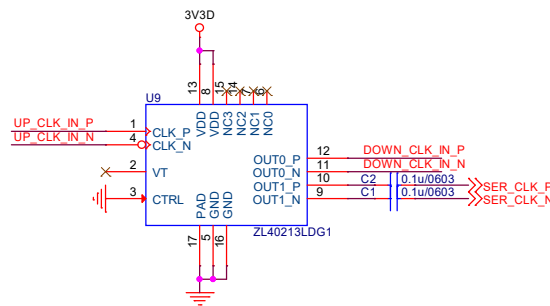 3V3D
U9
13
8
15
14
7
6
VDD
VDD
NC3
NC2
NC1
NC0
UP_CLK_IN_P
1
CLK_P
UP_CLK_IN_N
4
CLK_N
2
VT
3
CTRL
OUT0_P
12
DOWN_CLK_IN_P
OUT0_N
11
DOWN_CLK_IN_N
OUT1_P
10
C2
0.1u/0603
SER_CLK_P
OUT1_N
9
C1
0.1u/0603
SER_CLK_N
PAD
GND
GND
17
5
16
ZL40213LDG1